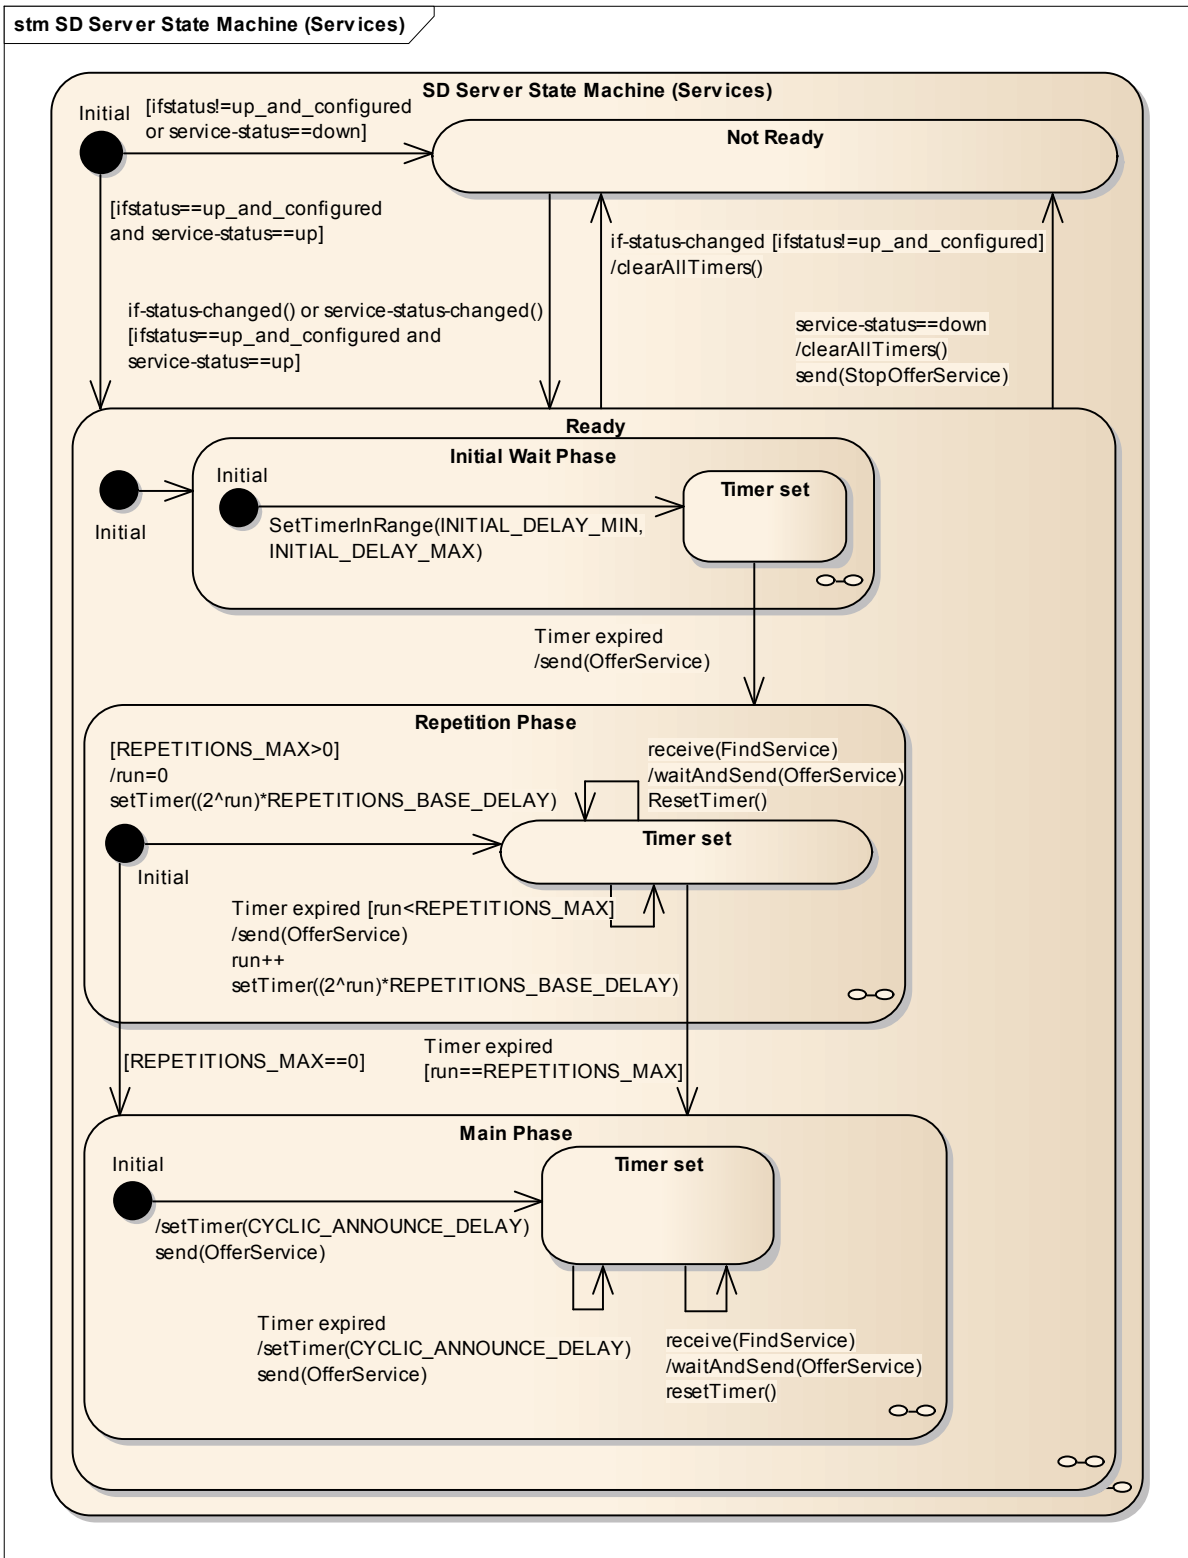 stm SD Server State Machine (Services)
SD Server State Machine (Services)
Initial
[ifstatus!=up_and_configured
or service-status==down]
Not Ready
[ifstatus==up_and_configured
and service-status==up]
if-status-changed [ifstatus!=up_and_configured]
/clearAllTimers()
if-status-changed() or service-status-changed()
[ifstatus==up_and_configured and
service-status==up]
service-status==down
/clearAllTimers()
send(StopOfferService)
Ready
Initial
Initial Wait Phase
Initial
Timer set
SetTimerInRange(INITIAL_DELAY_MIN,
INITIAL_DELAY_MAX)
Timer expired
/send(OfferService)
Repetition Phase
[REPETITIONS_MAX>0]
/run=0
setTimer((2^run)*REPETITIONS_BASE_DELAY)
receive(FindService)
/waitAndSend(OfferService)
ResetTimer()
Timer set
Initial
Timer expired [run<REPETITIONS_MAX]
/send(OfferService)
run++
setTimer((2^run)*REPETITIONS_BASE_DELAY)
[REPETITIONS_MAX==0]
Timer expired
[run==REPETITIONS_MAX]
Main Phase
Initial
Timer set
/setTimer(CYCLIC_ANNOUNCE_DELAY)
send(OfferService)
Timer expired
/setTimer(CYCLIC_ANNOUNCE_DELAY)
send(OfferService)
receive(FindService)
/waitAndSend(OfferService)
resetTimer()